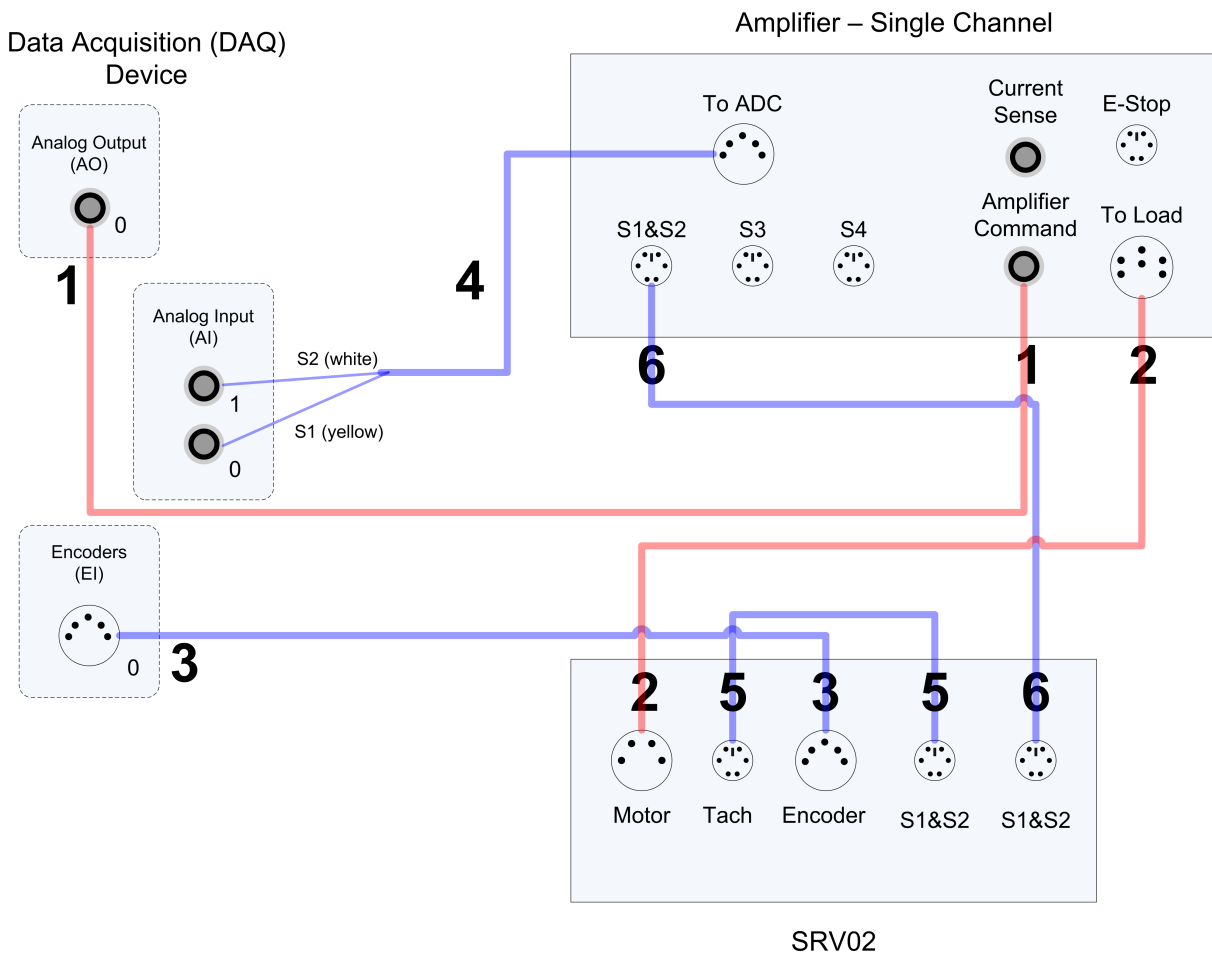 Amplifier – Single Channel
Data Acquisition (DAQ)
Device
Analog Output
(AO)
0
1
Analog Input
(AI)
S2 (white)
1
S1 (yellow)
0
4
Encoders
(EI)
0
3
To ADC
Current
Sense
E-Stop
S1&S2
S3
S4
Amplifier
Command
To Load
6
1
2
2
5
3
5
6
Motor
Tach
Encoder
S1&S2
S1&S2
SRV02